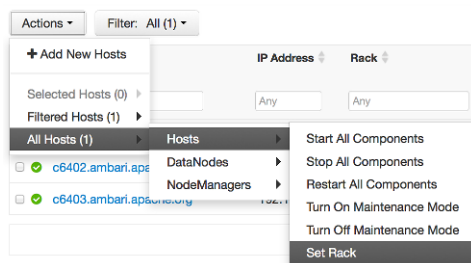 Actions
Filter: All (1)
+ Add New Hosts
IP Address
Rack
Selected Hosts (0)
Filtered Hosts (1)
Any
Any
All Hosts (1)
Hosts
Start All Components
c6402.ambari.apa
DataNodes
Stop All Components
NodeManagers
Restart All Components
c6403.ambari.apache.org
Turn On Maintenance Mode
Turn Off Maintenance Mode
Set Rack